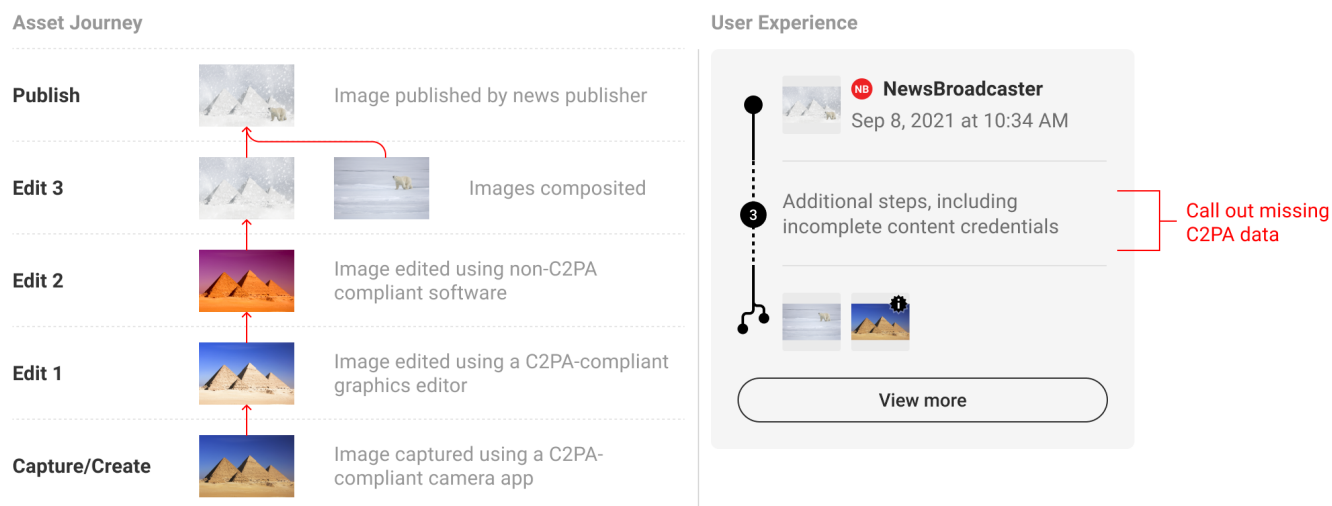 Asset Journey
Publish
Image published by news publisher
Edit 3
Images composited
Edit 2
Image edited using non-C2PA
compliant software
Edit 1
Image edited using a C2PA-compliant
graphics editor
Capture/Create
Image captured using a C2PA-
compliant camera app
User Experience
NB NewsBroadcaster
Sep 8, 2021 at 10:34 AM
3
Additional steps, including
incomplete content credentials
Call out missing
C2PA data
i
View more